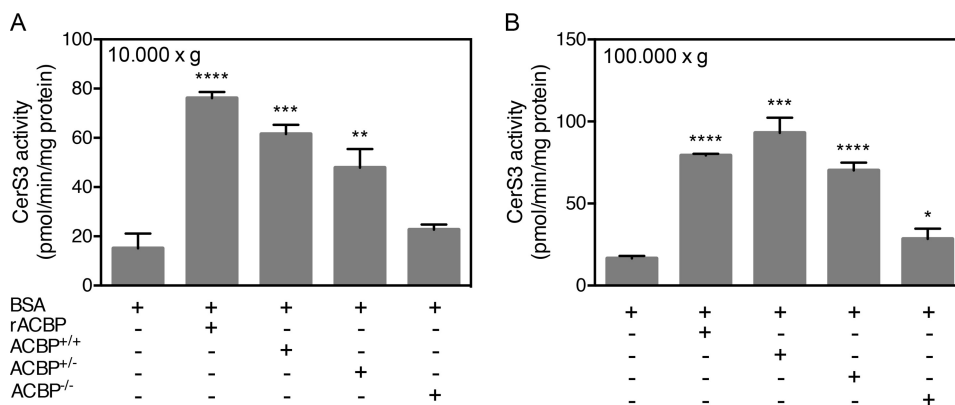 A
10.000 x g
100
80
60
40
20
0
CerS3 activity
(pmol/min/mg protein)
****
***
**
BSA + + + + +
rACBP - + - - -
ACBP+/+ - - + - -
ACBP+/- - - - + -
ACBP-/- - - - - +
B
100.000 x g
150
100
50
0
CerS3 activity
(pmol/min/mg protein)
****
***
****
*
+ + + + +
- + - - -
- - + - -
- - - + -
- - - - +